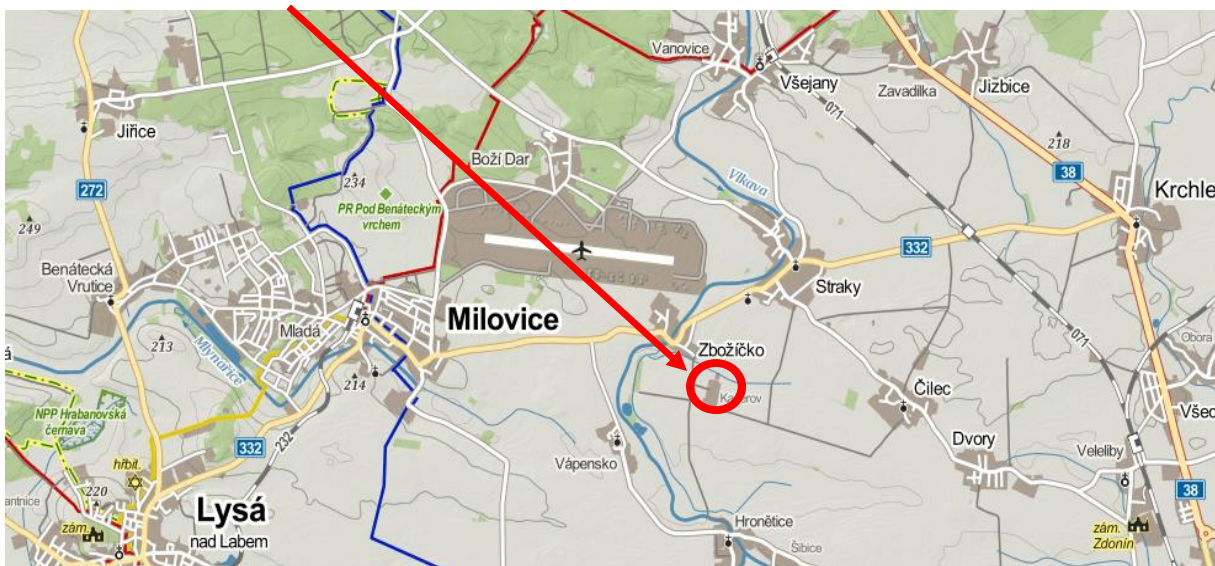 Vanovice
Všejany
Zavadilka
Jizbice
071
Jiřice
218
38
Boží Dar
Vlkava
272
234
PR Pod Benáteckým
vrchem
Krchle
249
332
Benátecká
Vrutice
Straky
Milovice
Mladá
071
Obora
213
Mlynařice
Zbožíčko
214
Čilec
NPP Hrabanovská
černava
232
Všec
332
Dvory
Veleliby
hřbit.
Vápensko
220
antnice
Lysá
nad Labem
38
zám.
Hronětice
zám.
Zdonín
Šibice